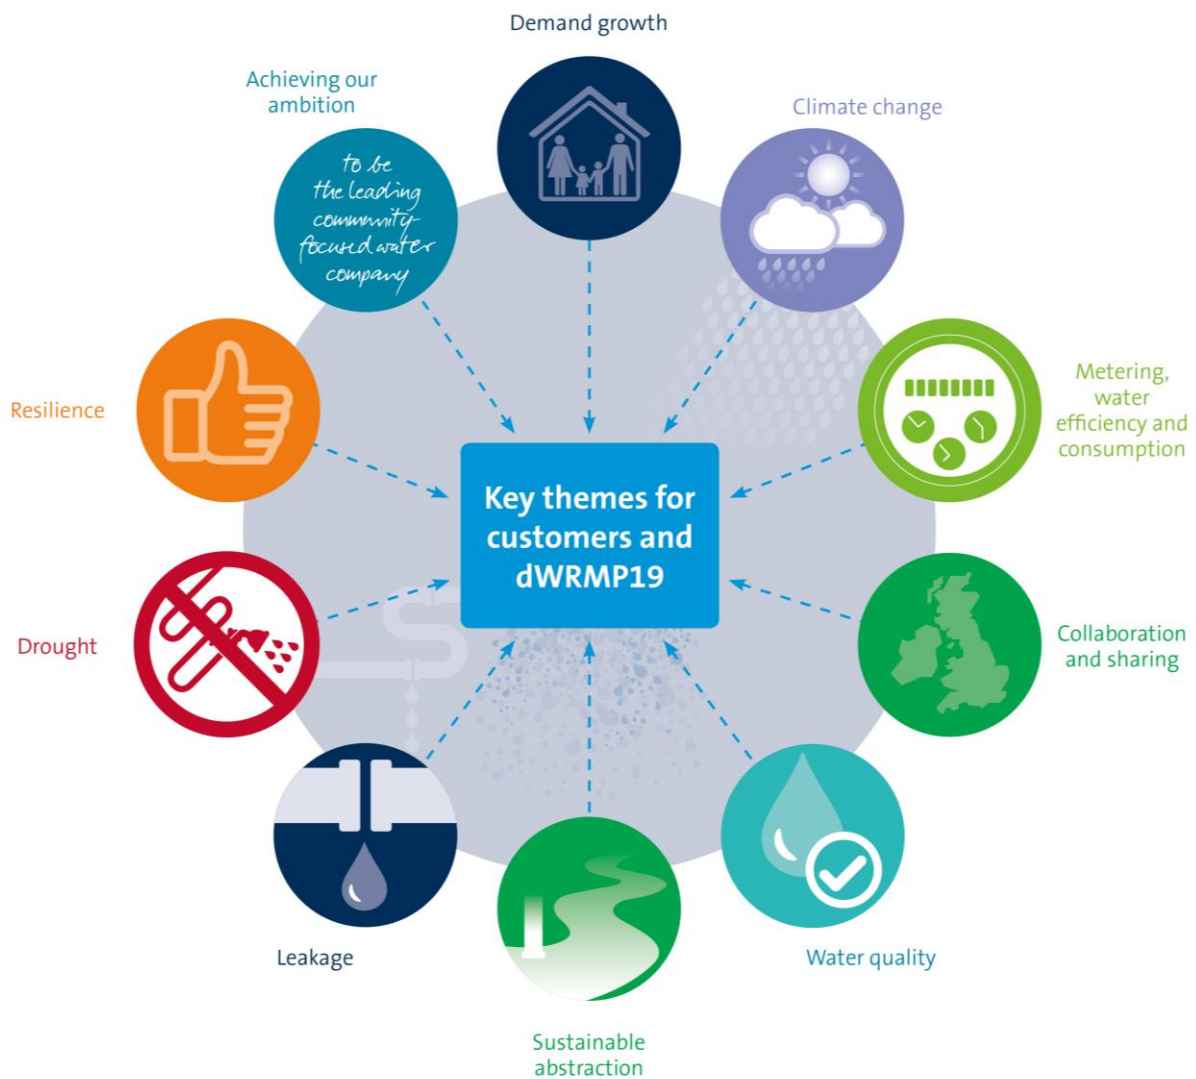 Demand growth
Achieving our
ambition
Climate change
to be
the leading
community-
focused water
company
Resilience
Metering,
water
efficiency and
consumption
Key themes for
customers and
dWRMP19
Drought
Collaboration
and sharing
Leakage
Water quality
Sustainable
abstraction